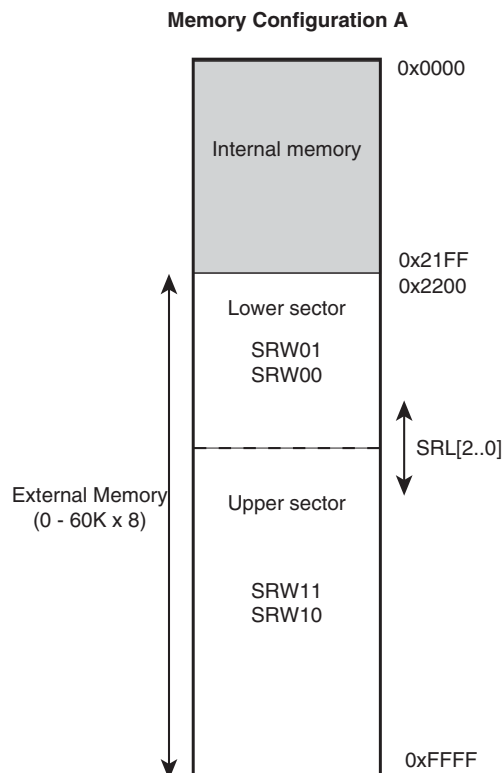 Memory Configuration A
0x0000
Internal memory
0x21FF
0x2200
Lower sector
SRW01
SRW00
SRL[2..0]
External Memory
(0 - 60K x 8)
Upper sector
SRW11
SRW10
0xFFFF